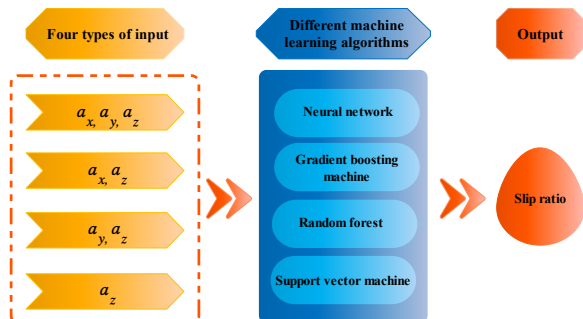 Four types of input
Different machine
learning algorithms
Output
a_x, a_y, a_z
a_x, a_z
a_y, a_z
a_z
Neural network
Gradient boosting
machine
Random forest
Support vector machine
Slip ratio